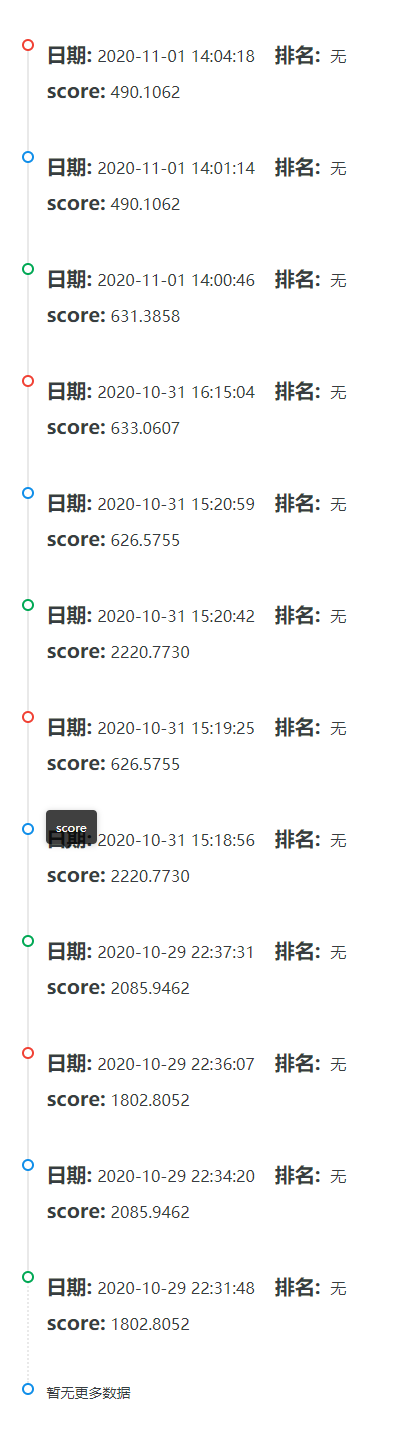 日期: 2020-11-01 14:04:18 排名: 无
score: 490.1062
日期: 2020-11-01 14:01:14 排名: 无
score: 490.1062
日期: 2020-11-01 14:00:46 排名: 无
score: 631.3858
日期: 2020-10-31 16:15:04 排名: 无
score: 633.0607
日期: 2020-10-31 15:20:59 排名: 无
score: 626.5755
日期: 2020-10-31 15:20:42 排名: 无
score: 2220.7730
日期: 2020-10-31 15:19:25 排名: 无
score: 626.5755
score
日期: 2020-10-31 15:18:56 排名: 无
score: 2220.7730
日期: 2020-10-29 22:37:31 排名: 无
score: 2085.9462
日期: 2020-10-29 22:36:07 排名: 无
score: 1802.8052
日期: 2020-10-29 22:34:20 排名: 无
score: 2085.9462
日期: 2020-10-29 22:31:48 排名: 无
score: 1802.8052
暂无更多数据